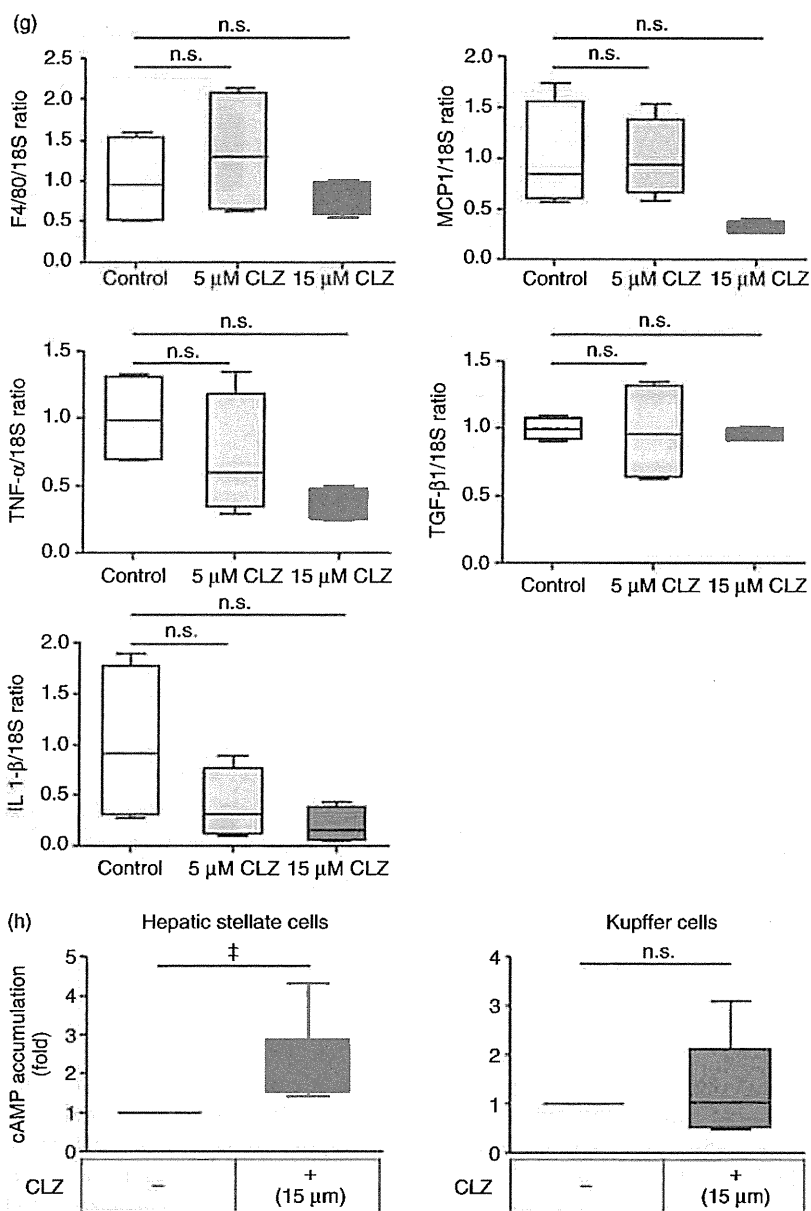 (g)
n.s.
n.s.
F4/80/18S ratio
2.5
2.0
1.5
1.0
0.5
0.0
Control 5 μM CLZ 15 μM CLZ
n.s.
n.s.
MCP1/18S ratio
2.0
1.5
1.0
0.5
0.0
Control 5 μM CLZ 15 μM CLZ
n.s.
n.s.
TNF-α/18S ratio
1.5
1.0
0.5
0.0
Control 5 μM CLZ 15 μM CLZ
n.s.
n.s.
TGF-β1/18S ratio
1.5
1.0
0.5
0.0
Control 5 μM CLZ 15 μM CLZ
n.s.
n.s.
IL 1-β/18S ratio
2.0
1.5
1.0
0.5
0.0
Control 5 μM CLZ 15 μM CLZ
(h)
Hepatic stellate cells
‡
cAMP accumulation
(fold)
5
4
3
2
1
0
CLZ – +
(15 μm)
Kupffer cells
n.s.
4
3
2
1
0
CLZ – +
(15 μm)